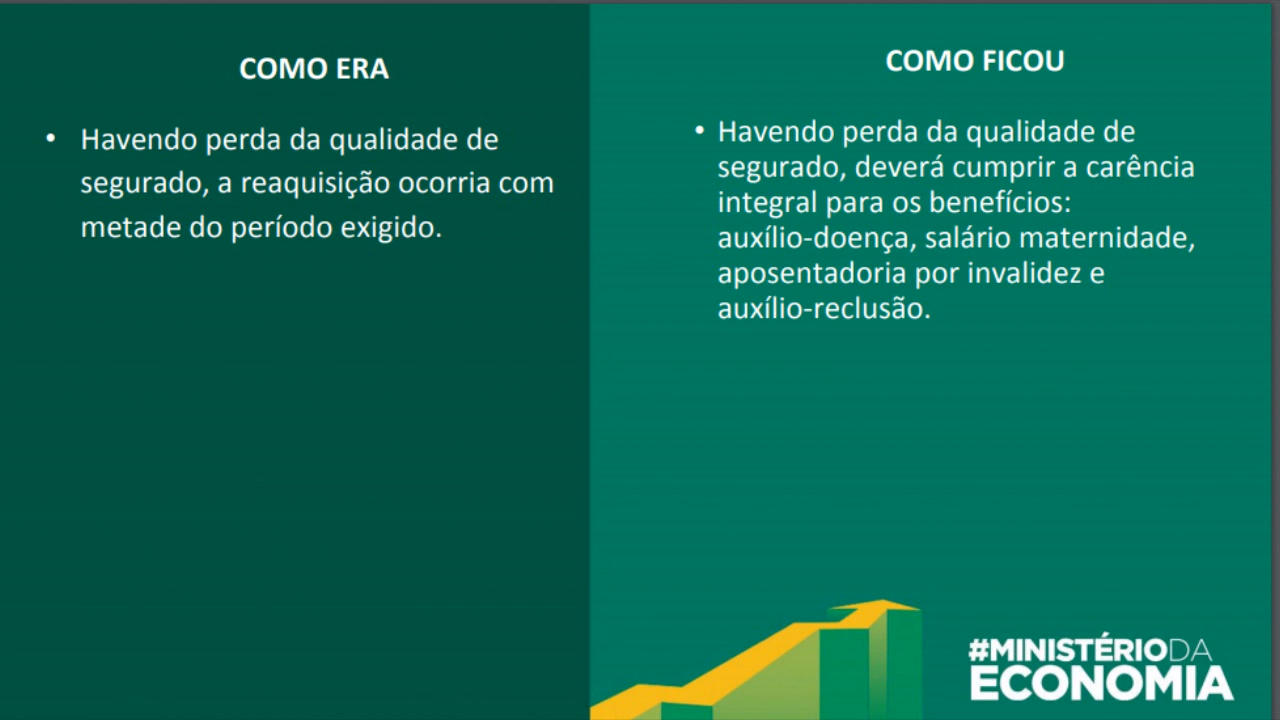 COMO ERA
• Havendo perda da qualidade de
segurado, a reaquisição ocorria com
metade do período exigido.
COMO FICOU
• Havendo perda da qualidade de
segurado, deverá cumprir a carência
integral para os benefícios:
auxílio-doença, salário maternidade,
aposentadoria por invalidez e
auxílio-reclusão.
#MINISTÉRIODA
ECONOMIA